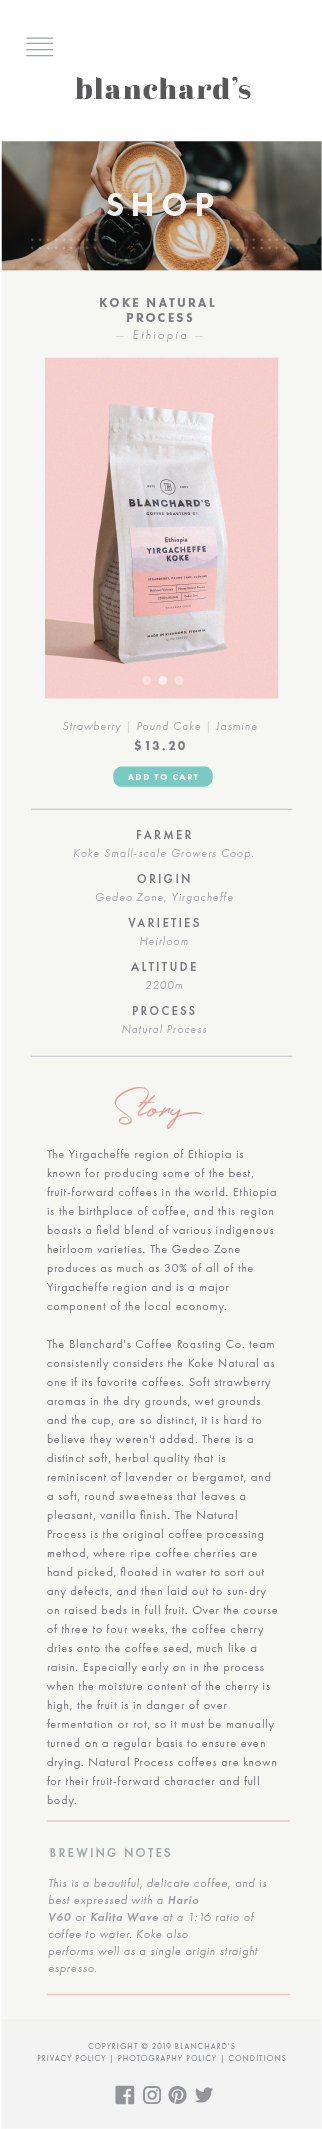 blanchard's
SHOP
KOKE NATURAL
PROCESS
— Ethiopia —
BLANCHARD'S
COFFEE ROASTING CO
Ethiopia
YIRGACHEFFE
KOKE
STRAWBERRY, POUND CAKE, JASMINE
MADE IN RICHMOND, VIRGINIA
Strawberry | Pound Cake | Jasmine
$13.20
ADD TO CART
FARMER
Koke Small-scale Growers Coop.
ORIGIN
Gedeo Zone, Yirgacheffe
VARIETIES
Heirloom
ALTITUDE
2200m
PROCESS
Natural Process
Story
The Yirgacheffe region of Ethiopia is
known for producing some of the best,
fruit-forward coffees in the world. Ethiopia
is the birthplace of coffee, and this region
boasts a field blend of various indigenous
heirloom varieties. The Gedeo Zone
produces as much as 30% of all of the
Yirgacheffe region and is a major
component of the local economy.
The Blanchard's Coffee Roasting Co. team
consistently considers the Koke Natural as
one if its favorite coffees. Soft strawberry
aromas in the dry grounds, wet grounds
and the cup, are so distinct, it is hard to
believe they weren't added. There is a
distinct soft, herbal quality that is
reminiscent of lavender or bergamot, and
a soft, round sweetness that leaves a
pleasant, vanilla finish. The Natural
Process is the original coffee processing
method, where ripe coffee cherries are
hand picked, floated in water to sort out
any defects, and then laid out to sun-dry
on raised beds in full fruit. Over the course
of three to four weeks, the coffee cherry
dries onto the coffee seed, much like a
raisin. Especially early on in the process
when the moisture content of the cherry is
high, the fruit is in danger of over
fermentation or rot, so it must be manually
turned on a regular basis to ensure even
drying. Natural Process coffees are known
for their fruit-forward character and full
body.
BREWING NOTES
This is a beautiful, delicate coffee, and is
best expressed with a Hario
V60 or Kalita Wave at a 1:16 ratio of
coffee to water. Koke also
performs well as a single origin straight
espresso.
COPYRIGHT © 2019 BLANCHARD'S
PRIVACY POLICY | PHOTOGRAPHY POLICY | CONDITIONS